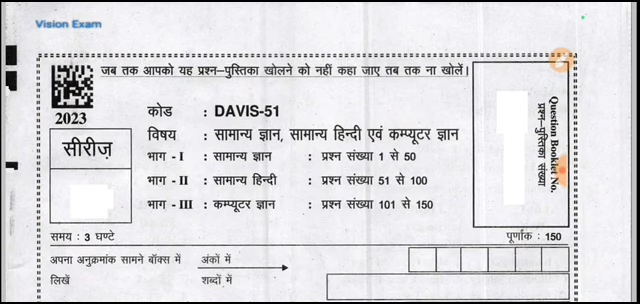 Vision Exam
जब तक आपको यह प्रश्न–पुस्तिका खोलने को नहीं कहा जाए तब तक ना खोलें।
2023
कोड : DAVIS-51
विषय : सामान्य ज्ञान, सामान्य हिन्दी एवं कम्प्यूटर ज्ञान
सीरीज़
भाग - I : सामान्य ज्ञान : प्रश्न संख्या 1 से 50
भाग - II : सामान्य हिन्दी : प्रश्न संख्या 51 से 100
भाग - III : कम्प्यूटर ज्ञान : प्रश्न संख्या 101 से 150
Question Booklet No.
प्रश्न–पुस्तिका संख्या
समय : 3 घण्टे
पूर्णांक : 150
अपना अनुक्रमांक सामने बॉक्स में अंकों में
लिखें शब्दों में